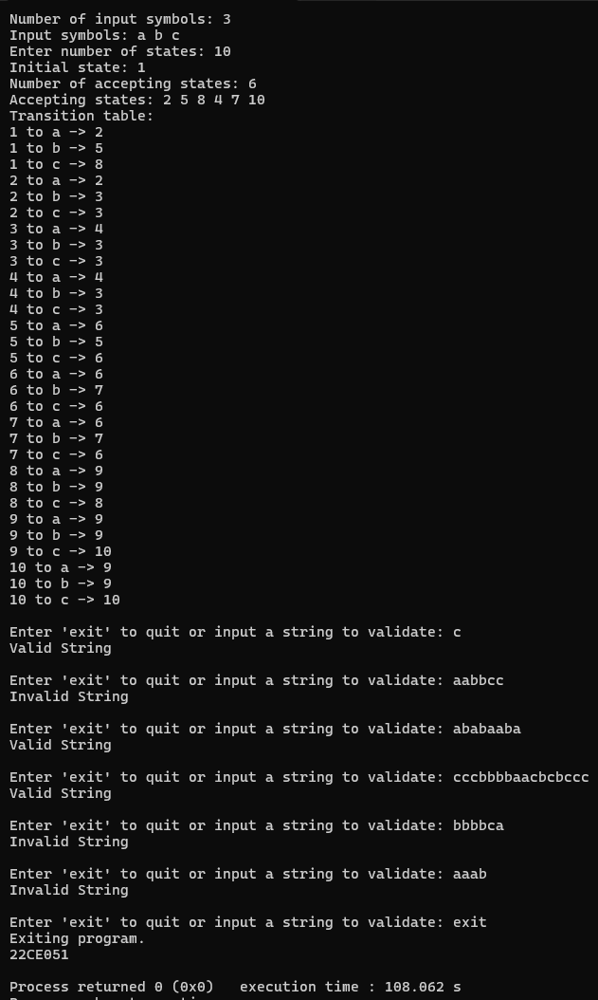 Number of input symbols: 3
Input symbols: a b c
Enter number of states: 10
Initial state: 1
Number of accepting states: 6
Accepting states: 2 5 8 4 7 10
Transition table:
1 to a -> 2
1 to b -> 5
1 to c -> 8
2 to a -> 2
2 to b -> 3
2 to c -> 3
3 to a -> 4
3 to b -> 3
3 to c -> 3
4 to a -> 4
4 to b -> 3
4 to c -> 3
5 to a -> 6
5 to b -> 5
5 to c -> 6
6 to a -> 6
6 to b -> 7
6 to c -> 6
7 to a -> 6
7 to b -> 7
7 to c -> 6
8 to a -> 9
8 to b -> 9
8 to c -> 8
9 to a -> 9
9 to b -> 9
9 to c -> 10
10 to a -> 9
10 to b -> 9
10 to c -> 10
Enter 'exit' to quit or input a string to validate: c
Valid String
Enter 'exit' to quit or input a string to validate: aabbcc
Invalid String
Enter 'exit' to quit or input a string to validate: ababaaba
Valid String
Enter 'exit' to quit or input a string to validate: cccbbbbaacbcbccc
Valid String
Enter 'exit' to quit or input a string to validate: bbbbca
Invalid String
Enter 'exit' to quit or input a string to validate: aaab
Invalid String
Enter 'exit' to quit or input a string to validate: exit
Exiting program.
22CE051
Process returned 0 (0x0)   execution time : 108.062 s